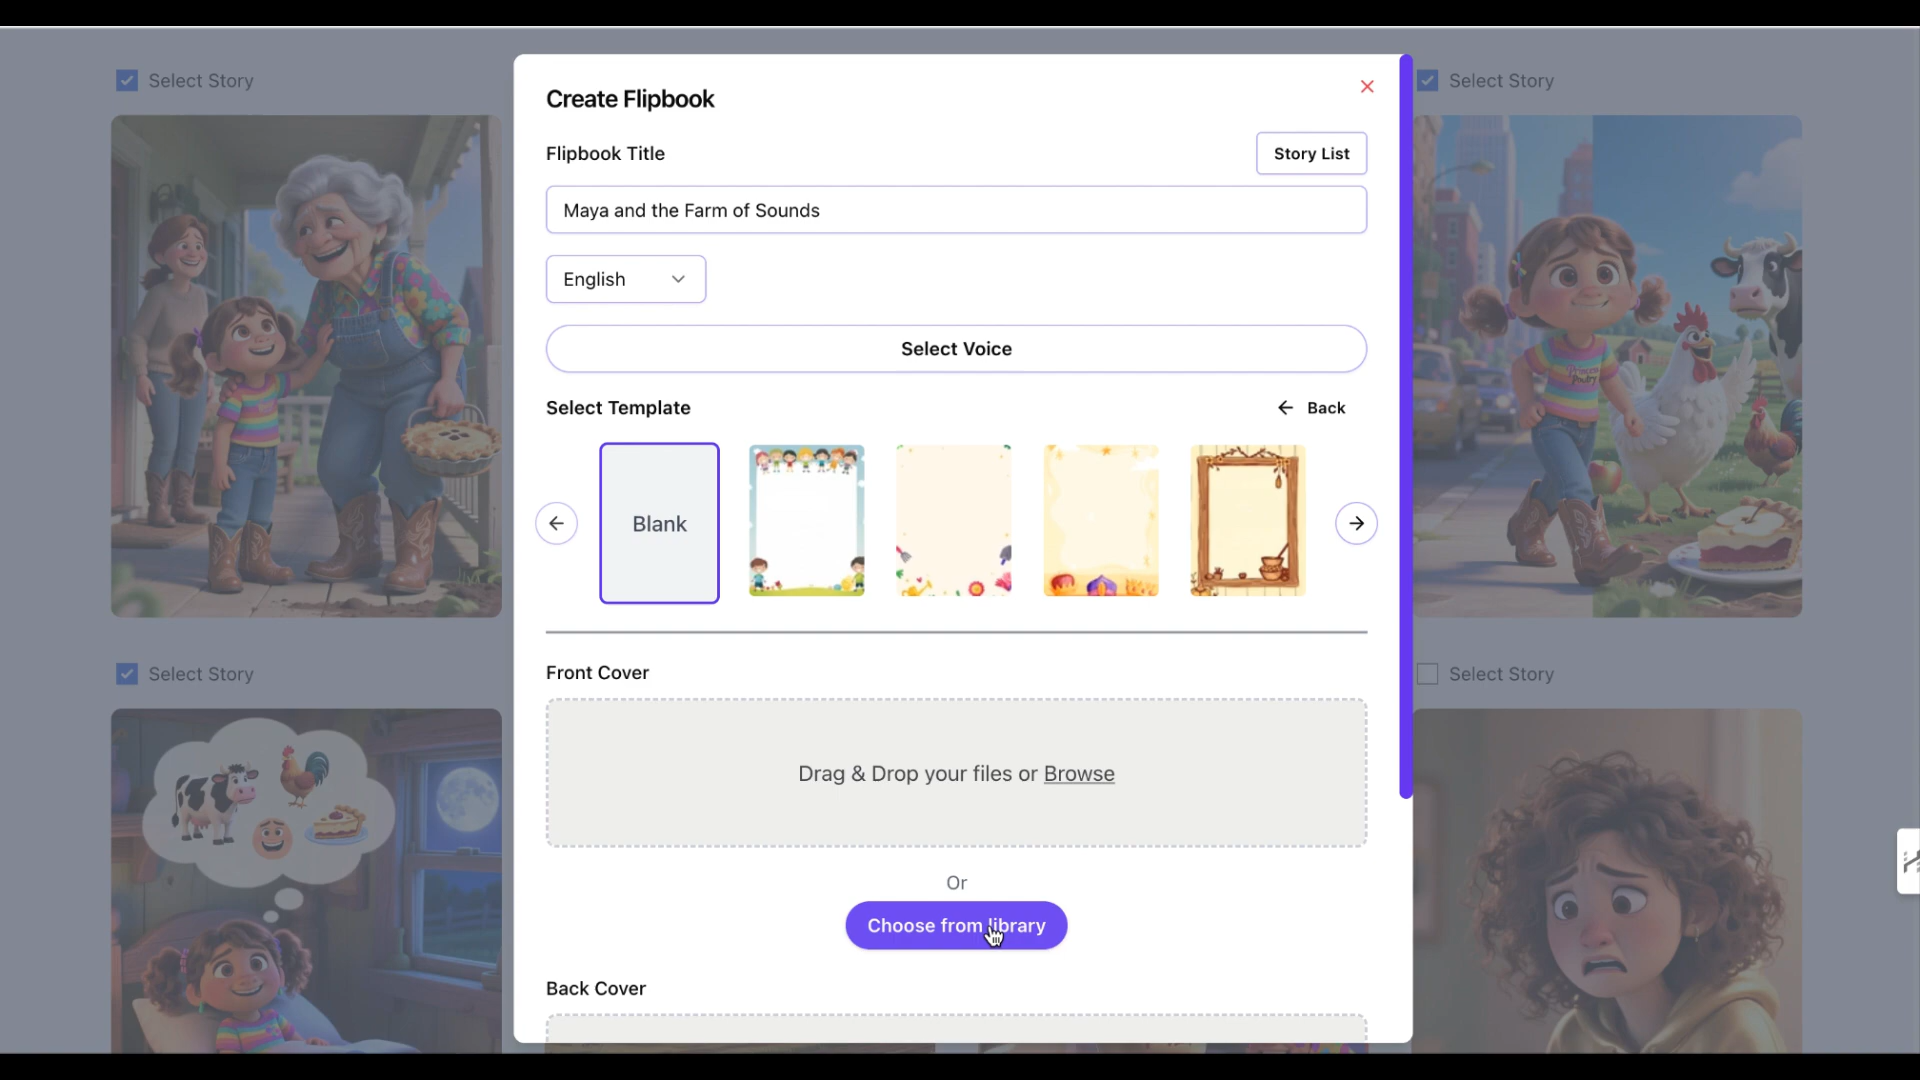 Select Story
Create Flipbook
Select Story
Flipbook Title
Story List
Maya and the Farm of Sounds
English
Select Voice
Select Template
Back
Blank
Front Cover
Select Story
Select Story
Drag & Drop your files or Browse
Or
Choose from library
Back Cover